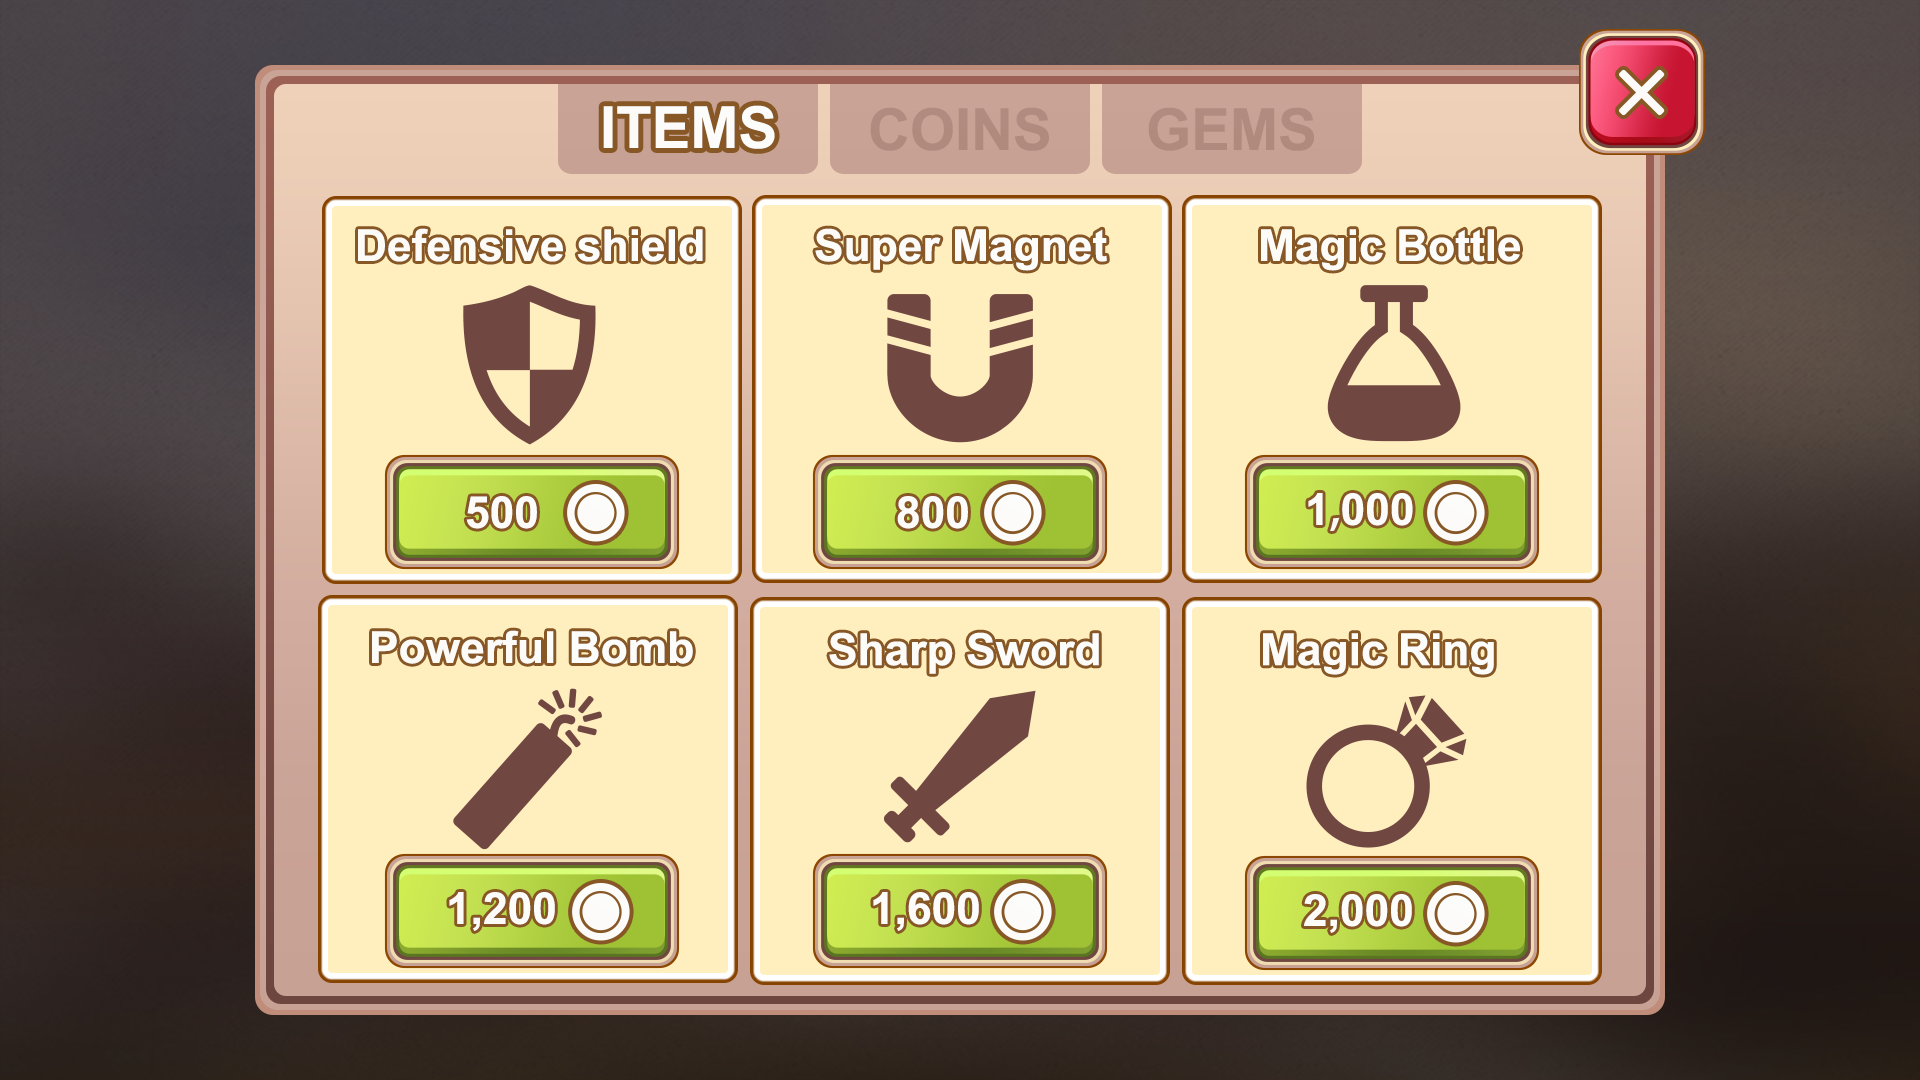 ITEMS
COINS
GEMS
Defensive shield
Super Magnet
Magic Bottle
500
800
1,000
Powerful Bomb
Sharp Sword
Magic Ring
1,200
1,600
2,000